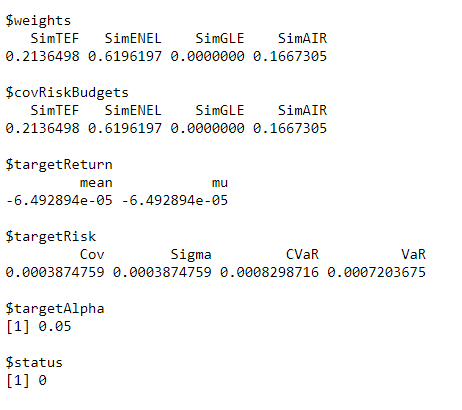 $weights
SimTEF SimENEL SimGLE SimAIR
0.2136498 0.6196197 0.0000000 0.1667305
$covRiskBudgets
SimTEF SimENEL SimGLE SimAIR
0.2136498 0.6196197 0.0000000 0.1667305
$targetReturn
mean mu
-6.492894e-05 -6.492894e-05
$targetRisk
Cov Sigma CVaR VaR
0.0003874759 0.0003874759 0.0008298716 0.0007203675
$targetAlpha
[1] 0.05
$status
[1] 0